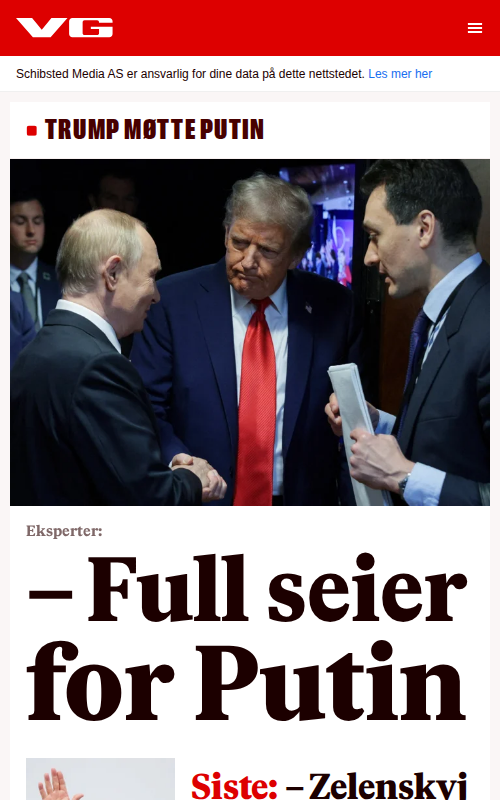 VG
Schibsted Media AS er ansvarlig for dine data på dette nettstedet. Les mer her
TRUMP MØTTE PUTIN
Eksperter:
– Full seier
for Putin
Siste: – Zelenskyj